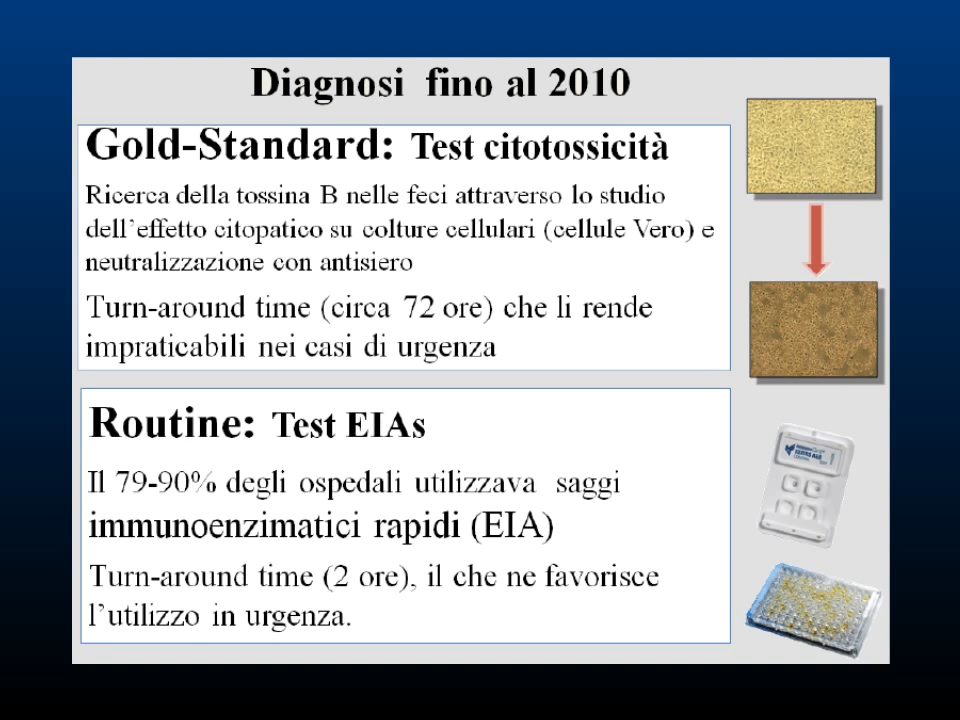 Diagnosi fino al 2010
Gold-Standard: Test citotossicità
Ricerca della tossina B nelle feci attraverso lo studio
dell'effetto citopatico su colture cellulari (cellule Vero) e
neutralizzazione con antisiero
Turn-around time (circa 72 ore) che li rende
impraticabili nei casi di urgenza
Routine: Test EIAs
Il 79-90% degli ospedali utilizzava saggi
immunoenzimatici rapidi (EIA)
Turn-around time (2 ore), il che ne favorisce
l'utilizzo in urgenza.